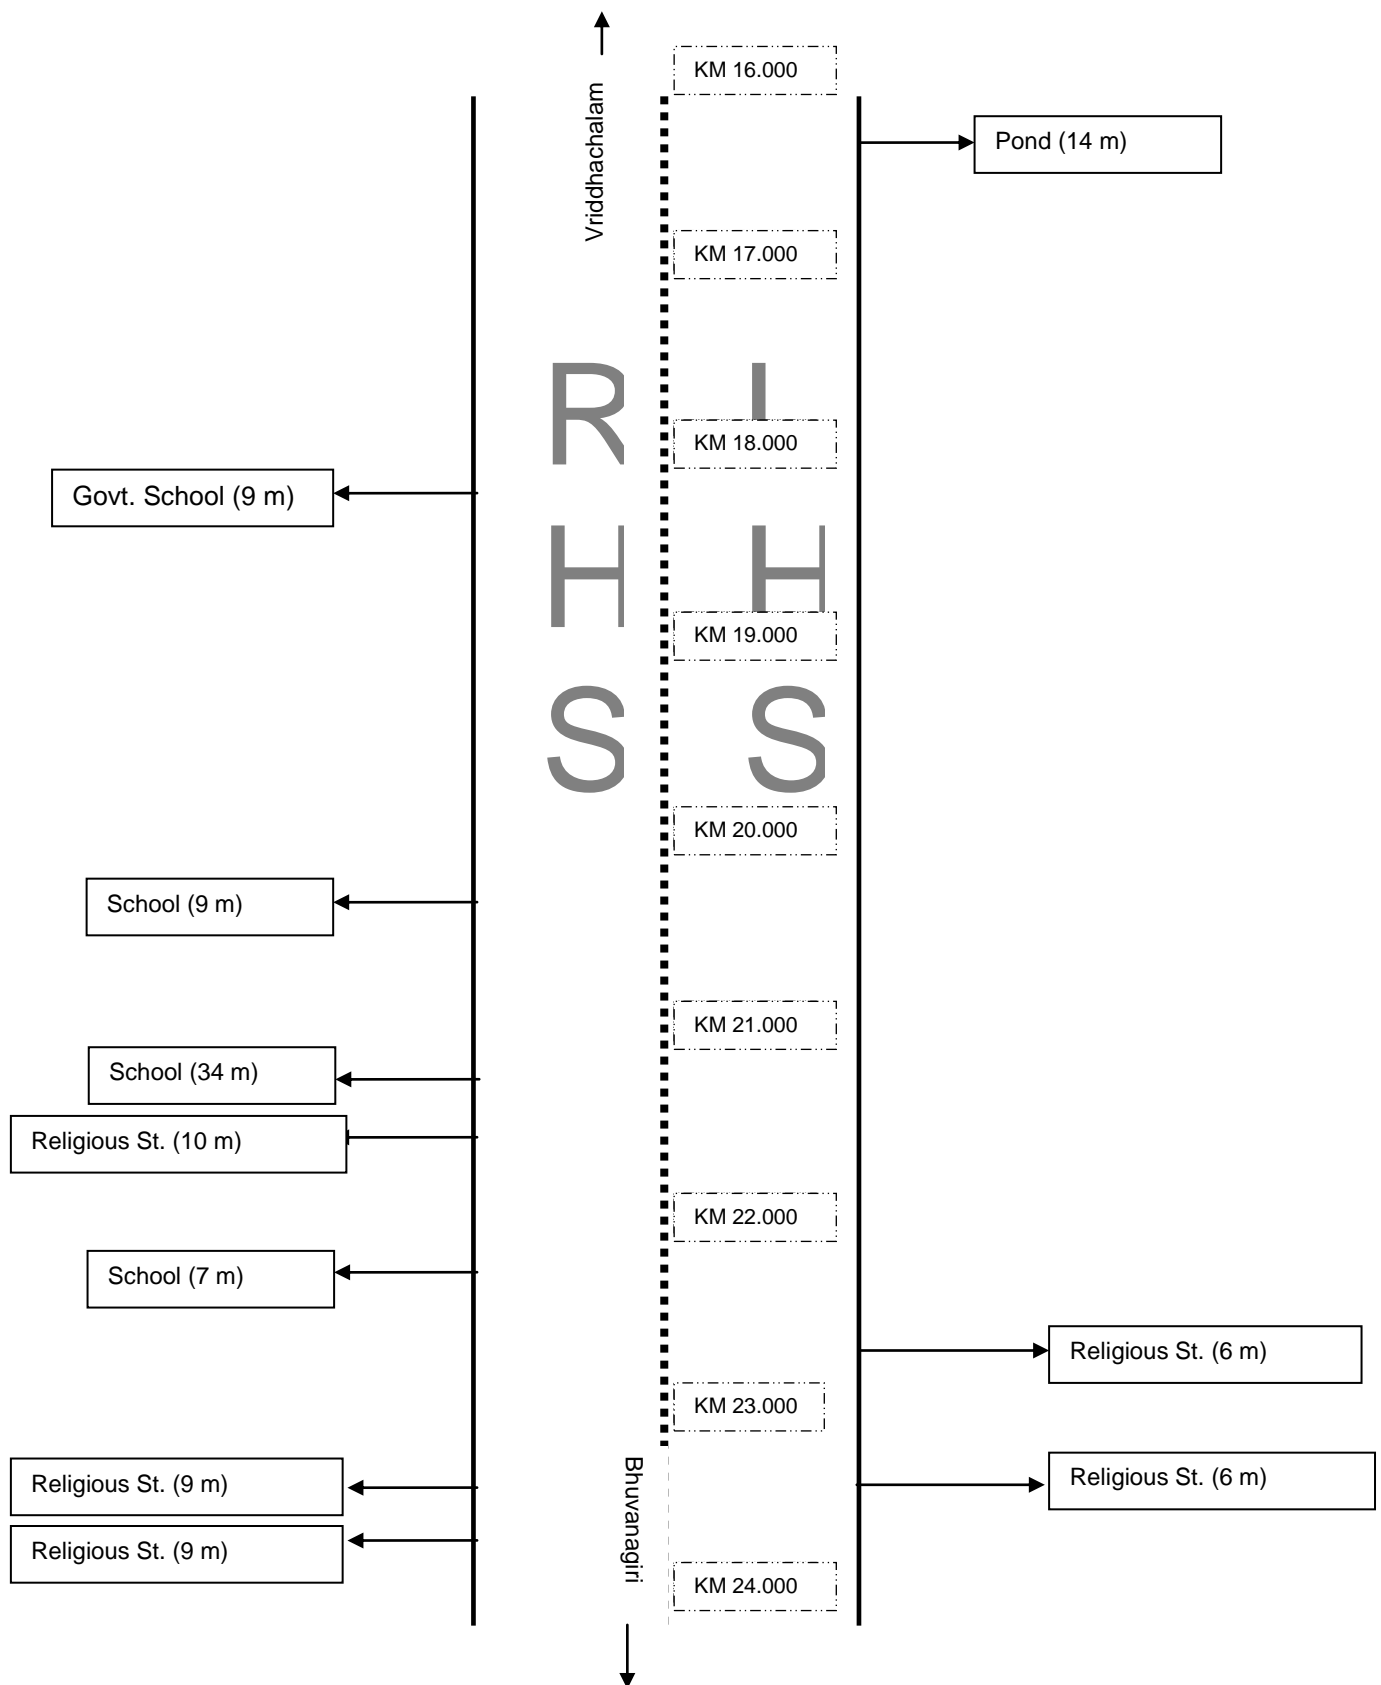 KM 16.000
Vriddhachalam
Pond (14 m)
KM 17.000
R
L
KM 18.000
Govt. School (9 m)
H
H
KM 19.000
S
S
KM 20.000
School (9 m)
KM 21.000
School (34 m)
Religious St. (10 m)
KM 22.000
School (7 m)
Religious St. (6 m)
KM 23.000
Religious St. (9 m)
Bhuvanagiri
Religious St. (6 m)
Religious St. (9 m)
KM 24.000